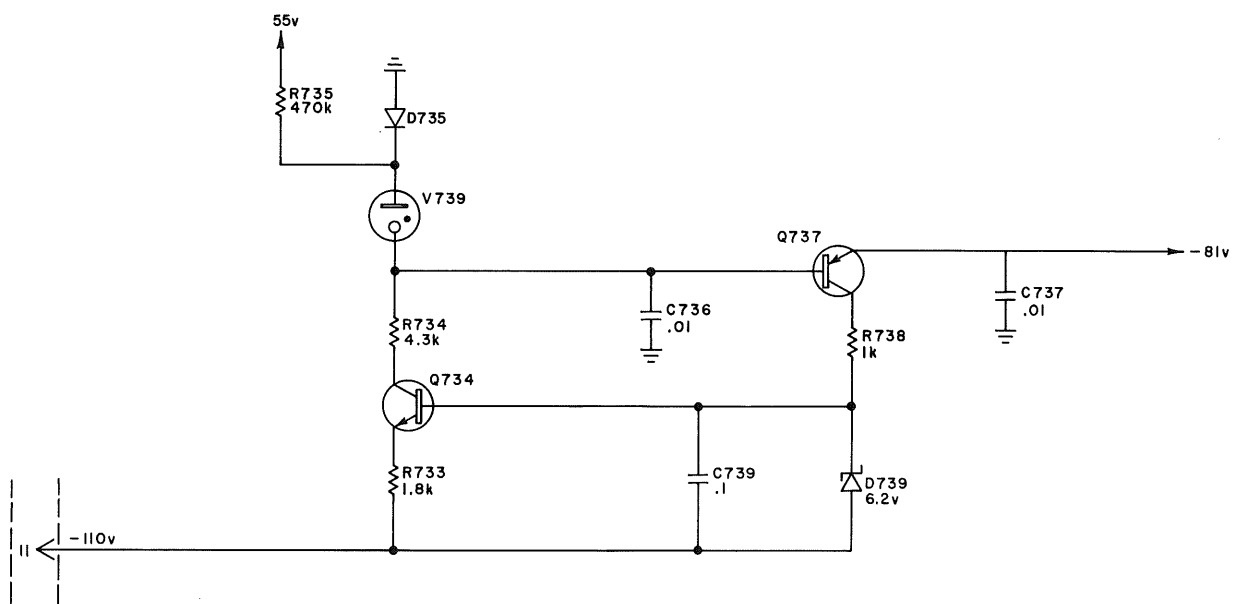 55v
R735
470k
D735
V739
Q737
-81v
C736
.01
C737
.01
R734
4.3k
R738
1k
Q734
R733
1.8k
C739
.1
D739
6.2v
11
-110v